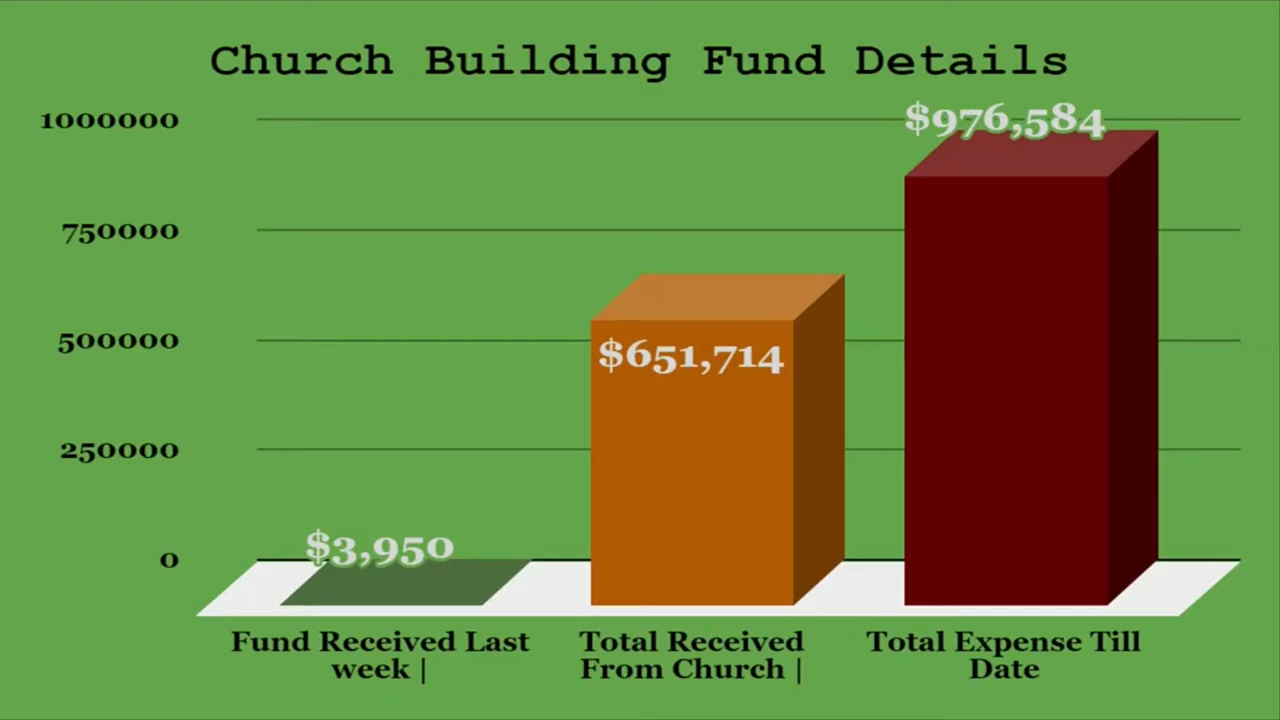 Church Building Fund Details
1000000
$976,584
750000
500000
$651,714
250000
$3,950
0
Fund Received Last
week |
Total Received
From Church |
Total Expense Till
Date